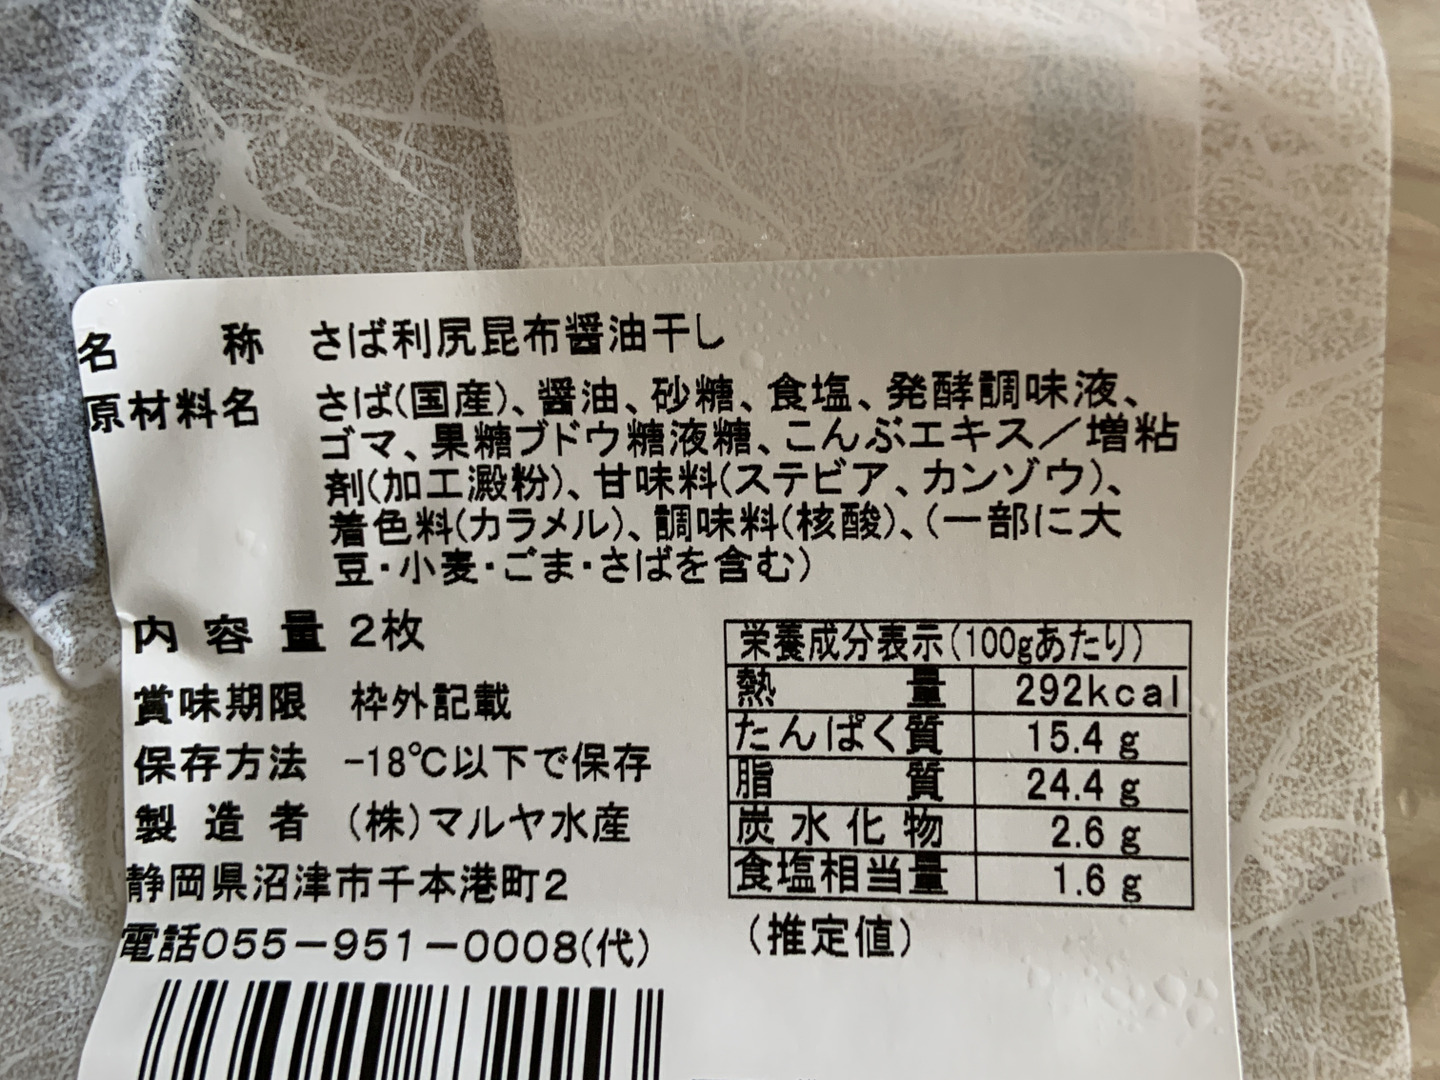 名称 さば利尻昆布醤油干し
原材料名 さば(国産)、醤油、砂糖、食塩、発酵調味液、
ゴマ、果糖ブドウ糖液糖、こんぶエキス／増粘
剤(加工澱粉)、甘味料(ステビア、カンゾウ)、
着色料(カラメル)、調味料(核酸)、(一部に大
豆・小麦・ごま・さばを含む)
内容量 2枚
賞味期限 枠外記載
保存方法 -18℃以下で保存
製造者 (株)マルヤ水産
静岡県沼津市千本港町2
電話055-951-0008(代)
栄養成分表示(100gあたり)
熱量 292kcal
たんぱく質 15.4g
脂質 24.4g
炭水化物 2.6g
食塩相当量 1.6g
(推定値)